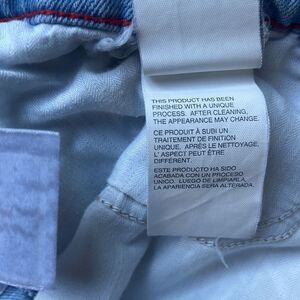 THIS PRODUCT HAS BEEN
FINISHED WITH A UNIQUE
PROCESS. AFTER CLEANING,
THE APPEARANCE MAY CHANGE.
CE PRODUIT À SUBI UN
TRAITEMENT DE FINITION
UNIQUE. APRÈS LE NETTOYAGE,
L' ASPECT PEUT ÊTRE
DIFFÉRENT.
ESTE PRODUCTO HA SIDO
ACABADA CON UN PROCESO
UNICO. LUEGO DE LIMPIARLA,
LA APARIENCIA SERÁ ALTERADA.